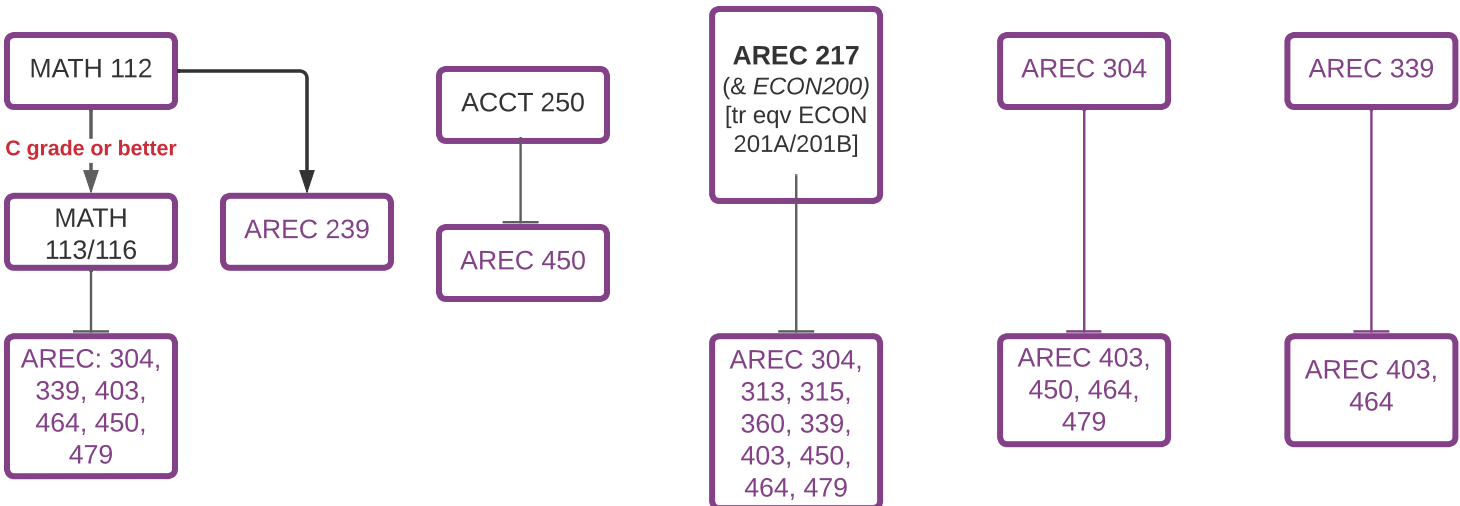 MATH 112
C grade or better
MATH
113/116
AREC: 304,
339, 403,
464, 450,
479
AREC 239
ACCT 250
AREC 450
AREC 217
(& ECON200)
[tr eqv ECON
201A/201B]
AREC 304,
313, 315,
360, 339,
403, 450,
464, 479
AREC 304
AREC 403,
450, 464,
479
AREC 339
AREC 403,
464